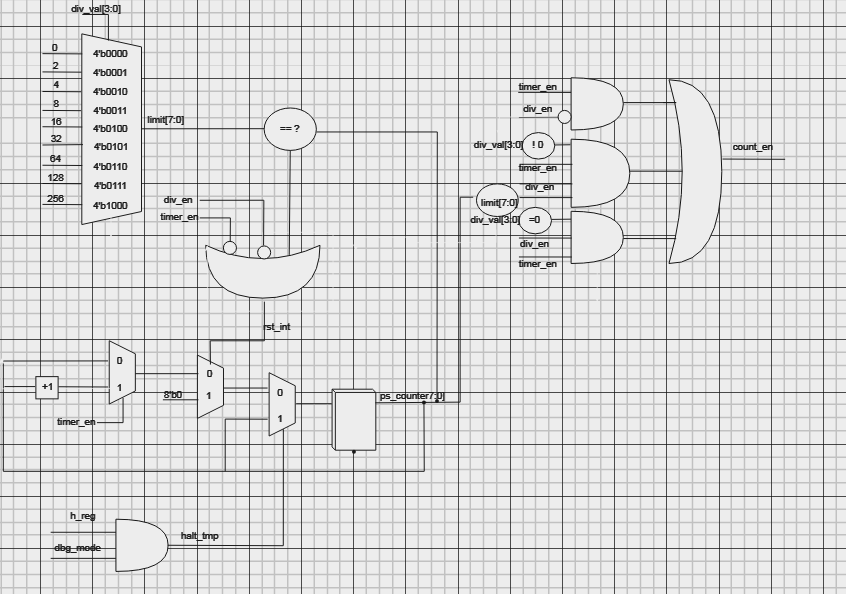 div_val[3:0]
0 4'b0000
2 4'b0001
4 4'b0010
8 4'b0011
16 4'b0100
32 4'b0101
64 4'b0110
128 4'b0111
256 4'b1000
limit[7:0]
== ?
div_en
timer_en
rst_int
0
1
+1
timer_en
0
1
8'b0
0
1
ps_counter7:0]
h_reg
dbg_mode
halt_tmp
timer_en
div_en
div_val[3:0] ! 0
timer_en
div_en
limit[7:0]
div_val[3:0] =0
div_en
timer_en
count_en